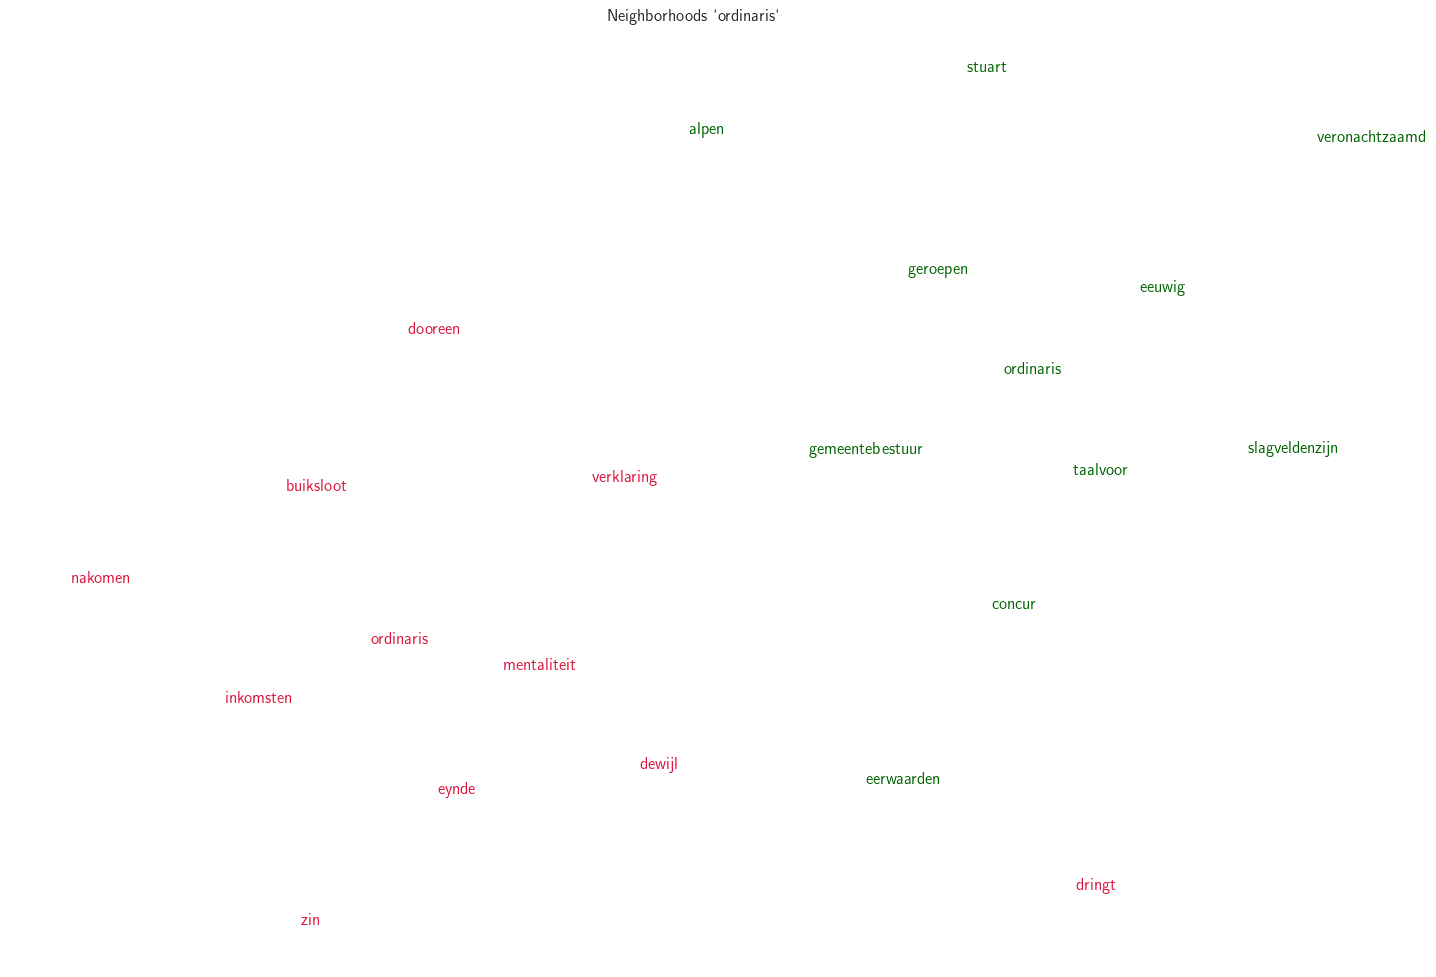 Neighborhoods ‘ordinaris‘
stuart
alpen
veronachtzaamd
geroepen
eeuwig
dooreen
ordinaris
gemeentebestuur
slagveldenzijn
taalvoor
verklaring
buiksloot
nakomen
concur
ordinaris
mentaliteit
inkomsten
dewijl
eerwaarden
eynde
dringt
zin